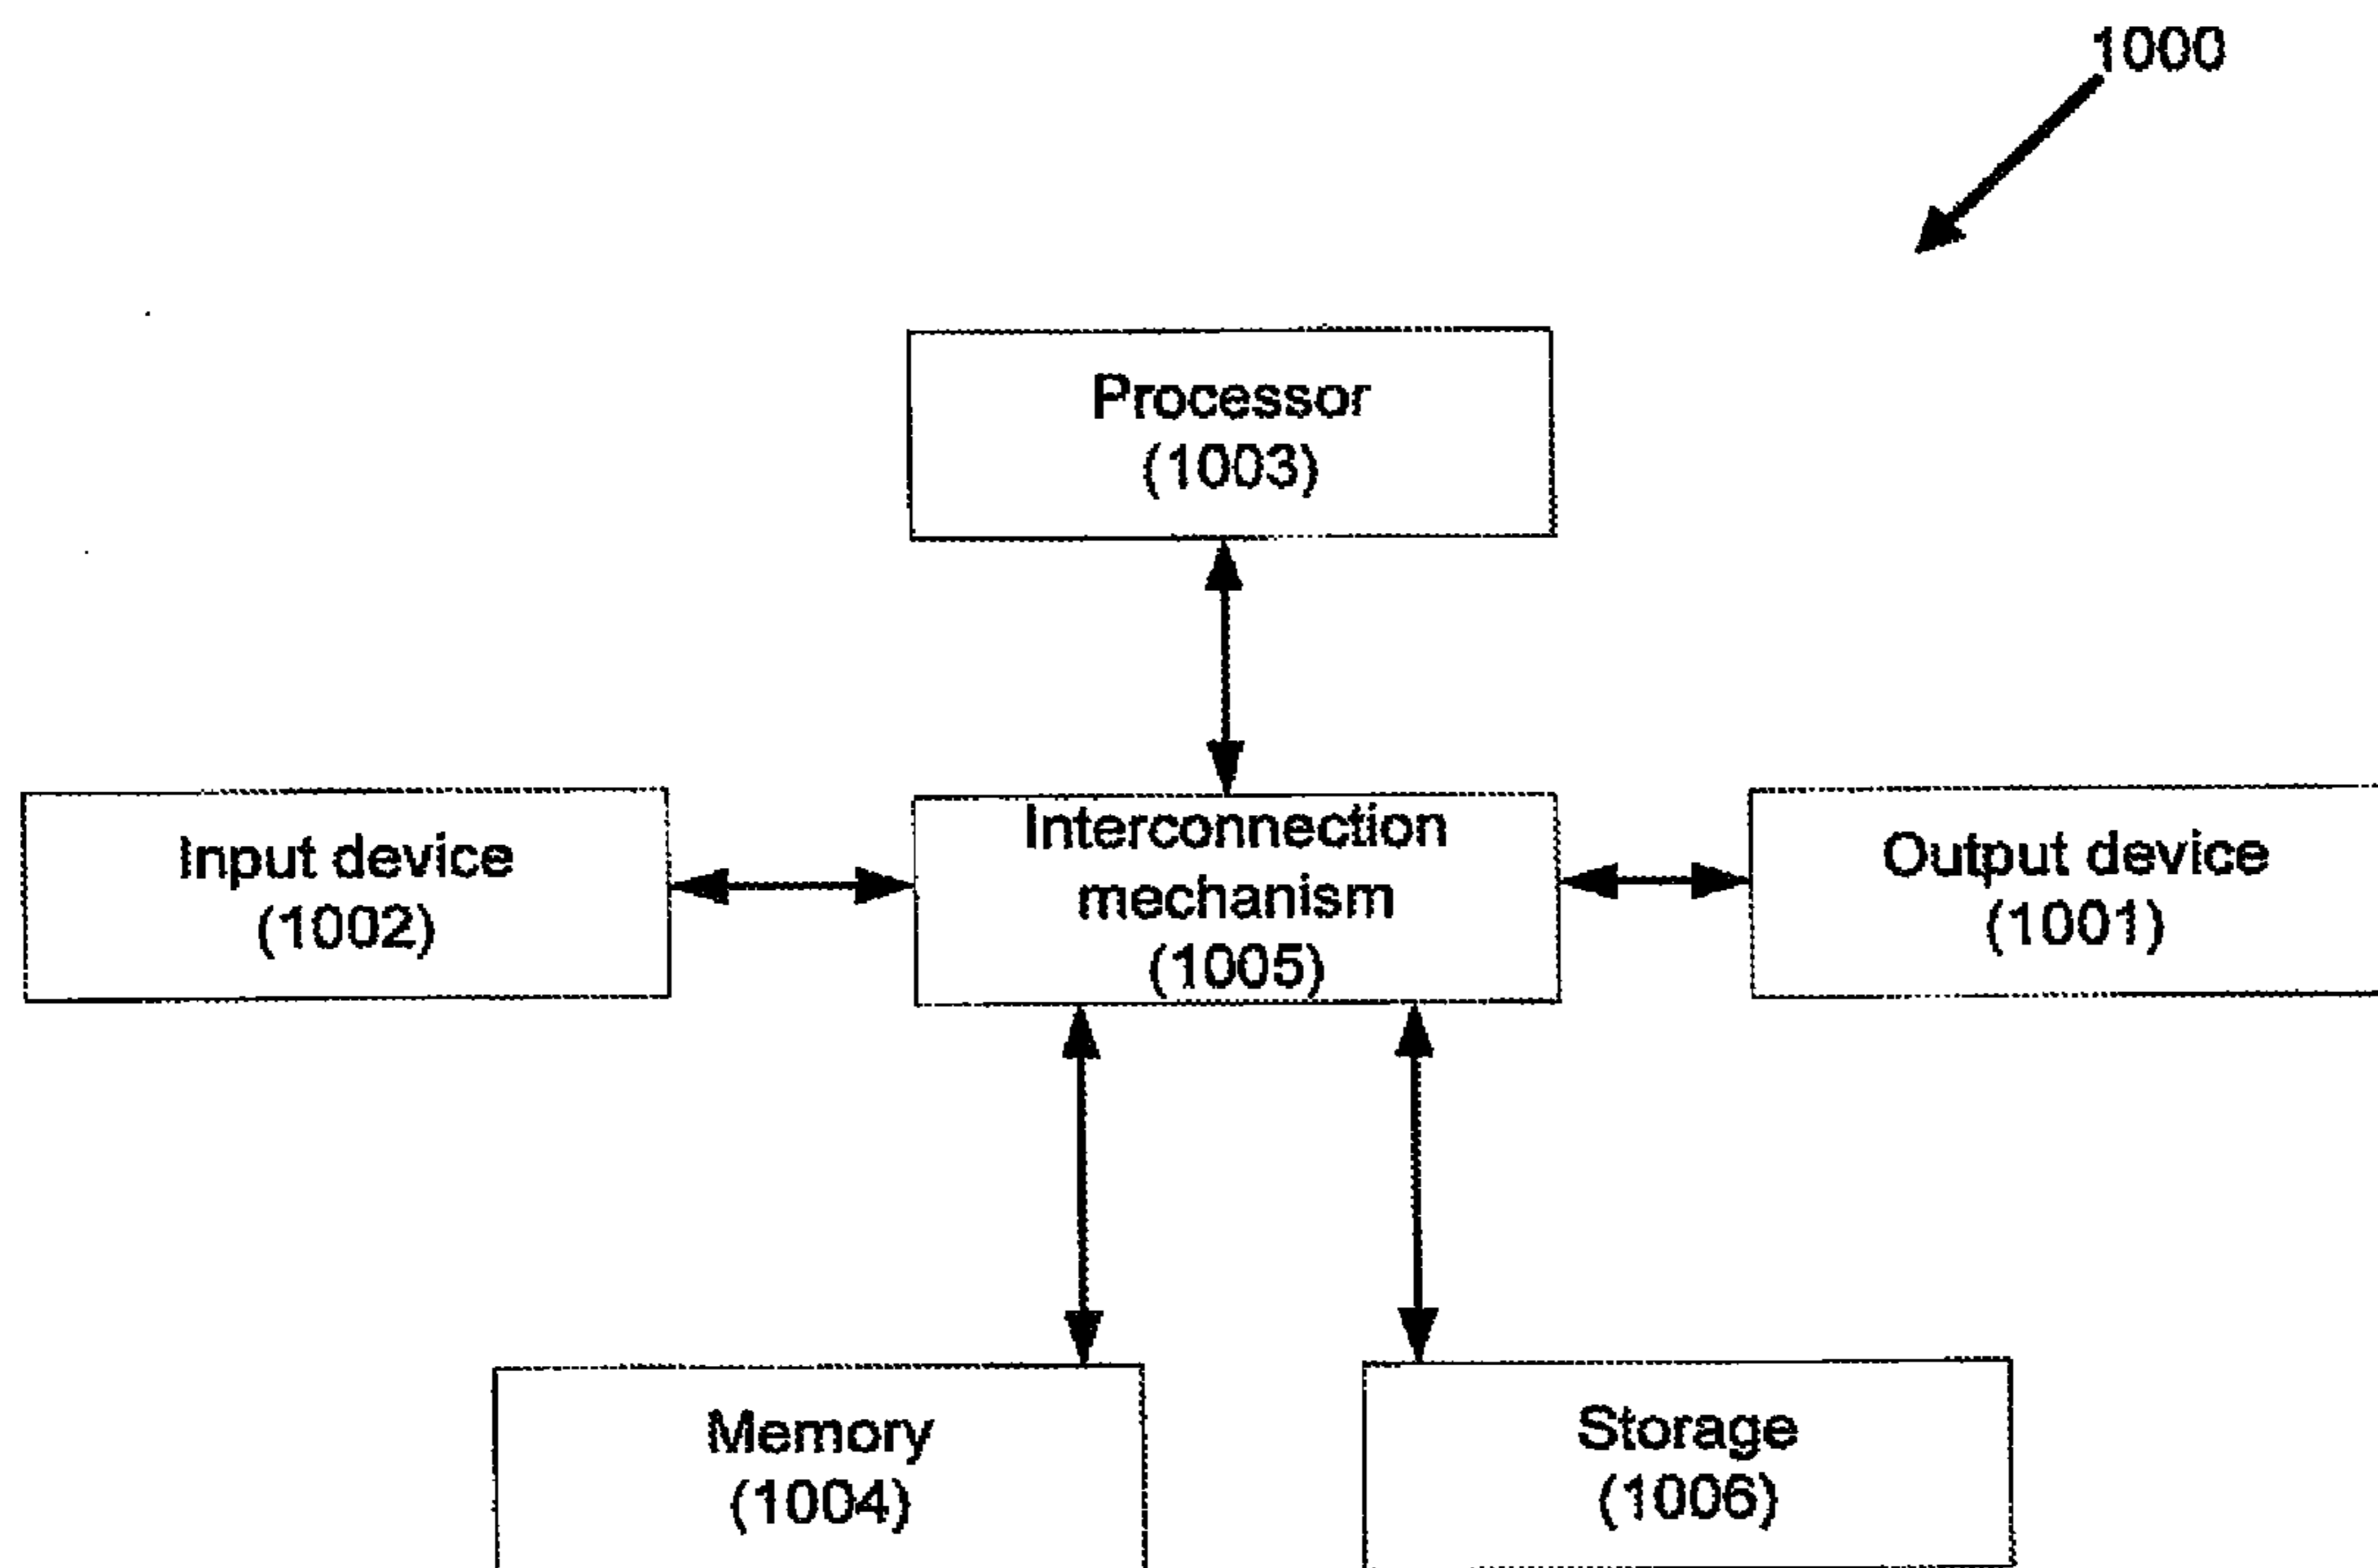 1000
Processor
(1003)
Input device
(1002)
Interconnection
mechanism
(1005)
Output device
(1001)
Memory
(1004)
Storage
(1006)